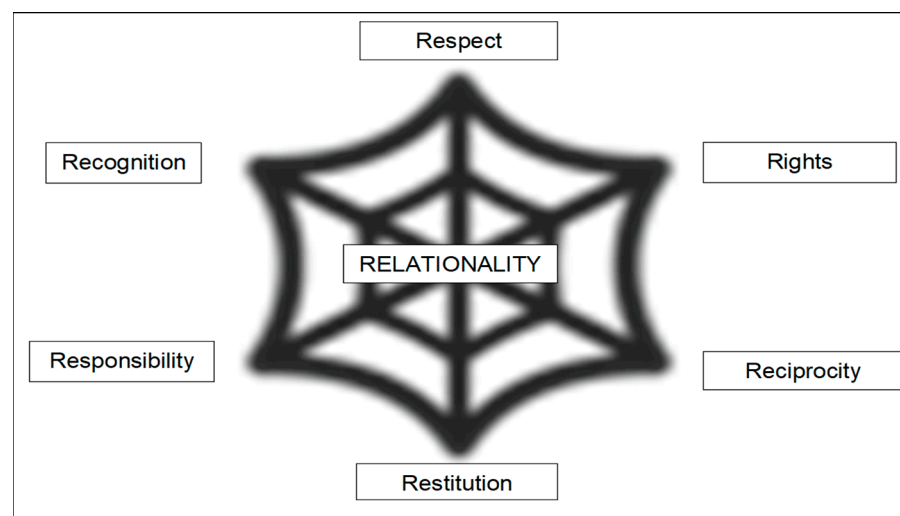 Respect
Recognition
Rights
RELATIONALITY
Responsibility
Reciprocity
Restitution